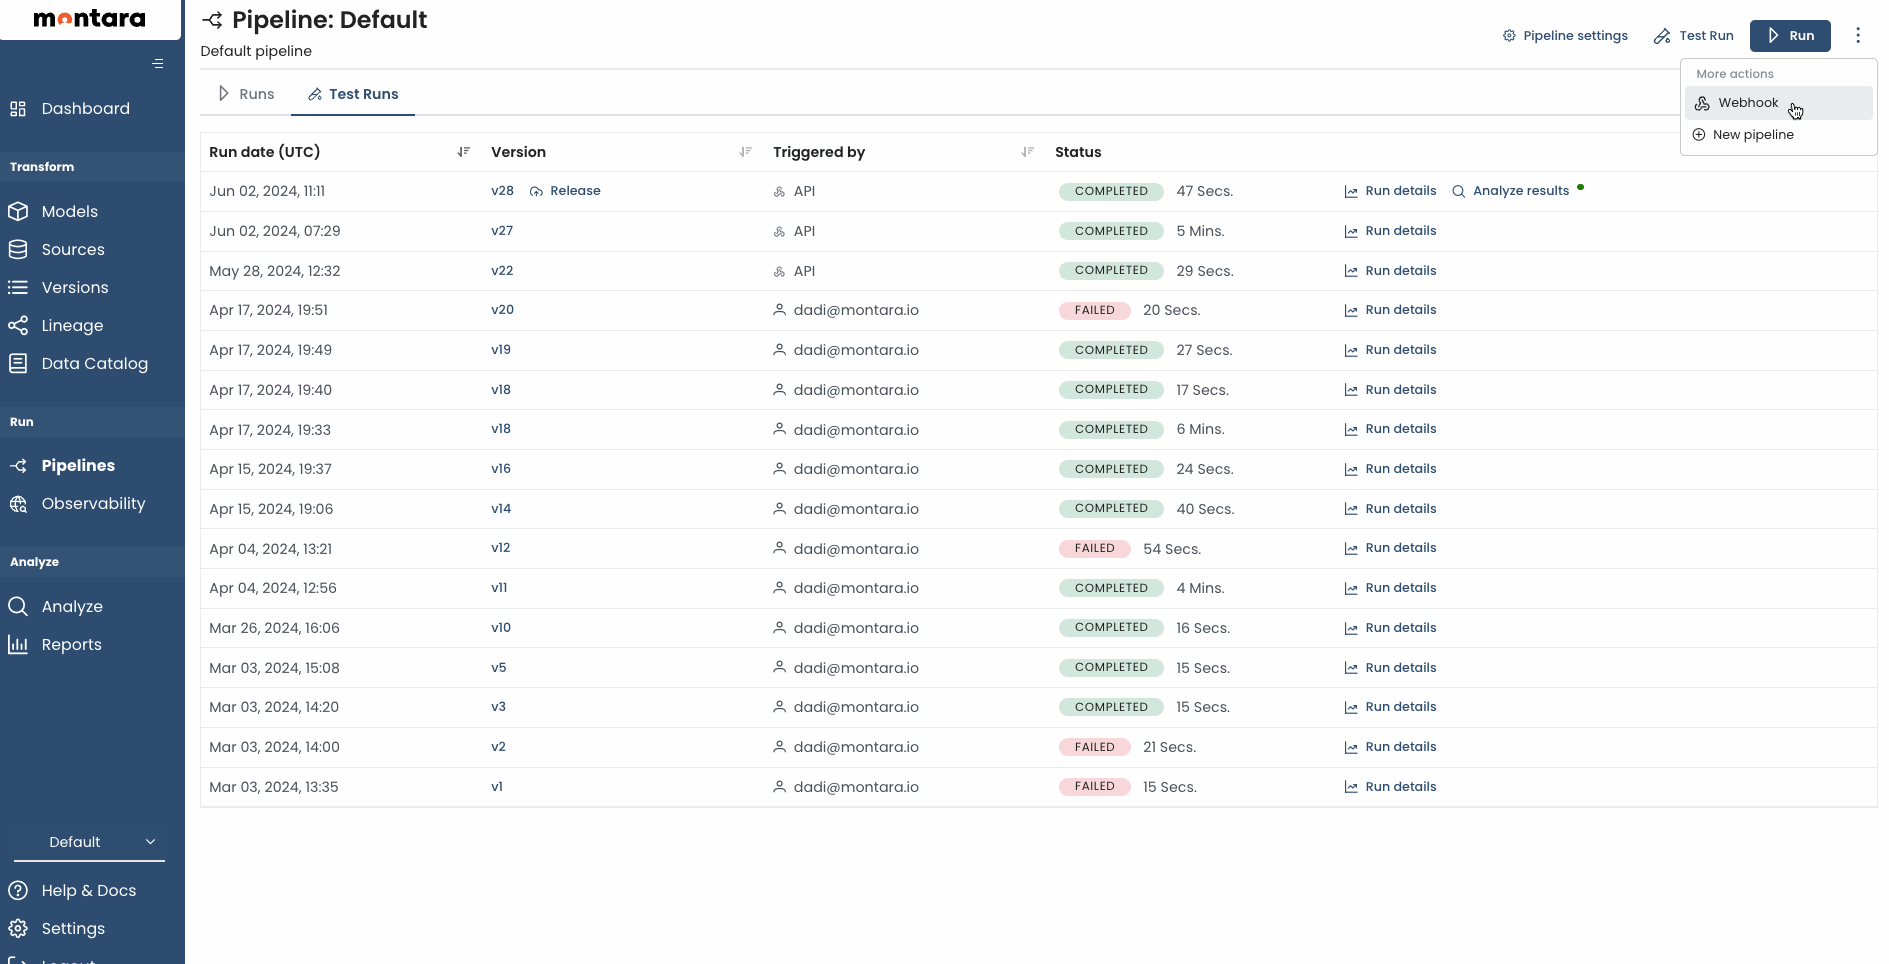 montara
Dashboard
Transform
Models
Sources
Versions
Lineage
Data Catalog
Run
Pipelines
Observability
Analyze
Analyze
Reports
Default
Help & Docs
Settings
Logout
Pipeline: Default
Default pipeline
Pipeline settings Test Run Run
More actions
Webhook
New pipeline
Runs Test Runs
Run date (UTC) Version Triggered by Status
Jun 02, 2024, 11:11 v28 Release API COMPLETED 47 Secs. Run details Analyze results
Jun 02, 2024, 07:29 v27 API COMPLETED 5 Mins. Run details
May 28, 2024, 12:32 v22 API COMPLETED 29 Secs. Run details
Apr 17, 2024, 19:51 v20 dadi@montara.io FAILED 20 Secs. Run details
Apr 17, 2024, 19:49 v19 dadi@montara.io COMPLETED 27 Secs. Run details
Apr 17, 2024, 19:40 v18 dadi@montara.io COMPLETED 17 Secs. Run details
Apr 17, 2024, 19:33 v18 dadi@montara.io COMPLETED 6 Mins. Run details
Apr 15, 2024, 19:37 v16 dadi@montara.io COMPLETED 24 Secs. Run details
Apr 15, 2024, 19:06 v14 dadi@montara.io COMPLETED 40 Secs. Run details
Apr 04, 2024, 13:21 v12 dadi@montara.io FAILED 54 Secs. Run details
Apr 04, 2024, 12:56 v11 dadi@montara.io COMPLETED 4 Mins. Run details
Mar 26, 2024, 16:06 v10 dadi@montara.io COMPLETED 16 Secs. Run details
Mar 03, 2024, 15:08 v5 dadi@montara.io COMPLETED 15 Secs. Run details
Mar 03, 2024, 14:20 v3 dadi@montara.io COMPLETED 15 Secs. Run details
Mar 03, 2024, 14:00 v2 dadi@montara.io FAILED 21 Secs. Run details
Mar 03, 2024, 13:35 v1 dadi@montara.io FAILED 15 Secs. Run details